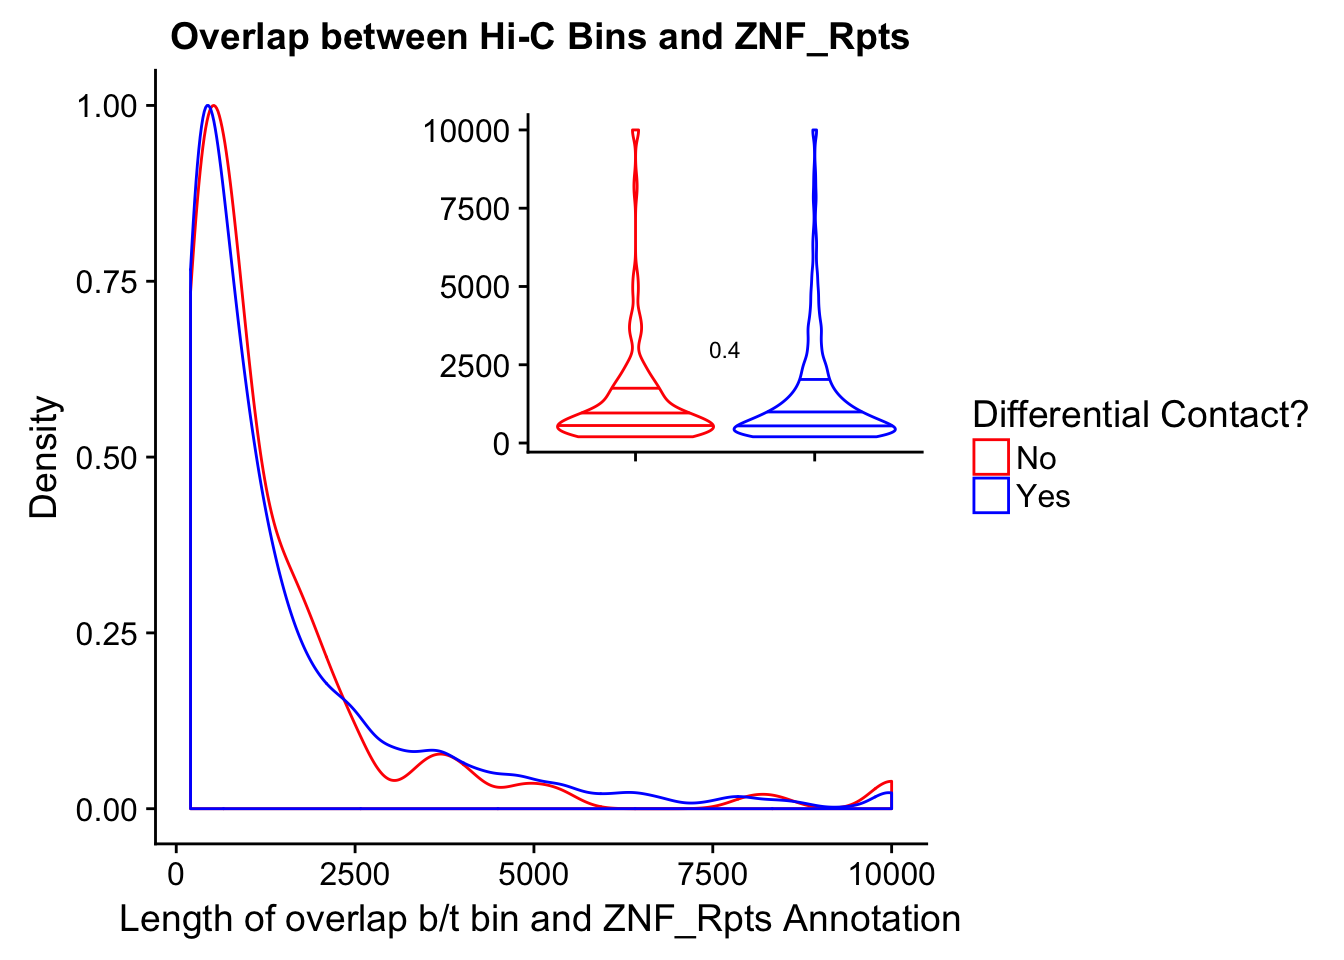 Overlap between Hi-C Bins and ZNF_Rpts
Density
1.00
0.75
0.50
0.25
0.00
10000
7500
5000
2500
0
0.4
Differential Contact?
No
Yes
0 2500 5000 7500 10000
Length of overlap b/t bin and ZNF_Rpts Annotation